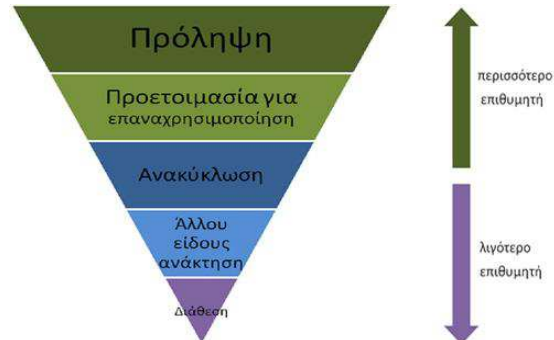 Πρόληψη
Προετοιμασία για
επαναχρησιμοποίηση
Ανακύκλωση
Άλλου
είδους
ανάκτηση
Διάθεση
περισσότερο
επιθυμητή
λιγότερο
επιθυμητή